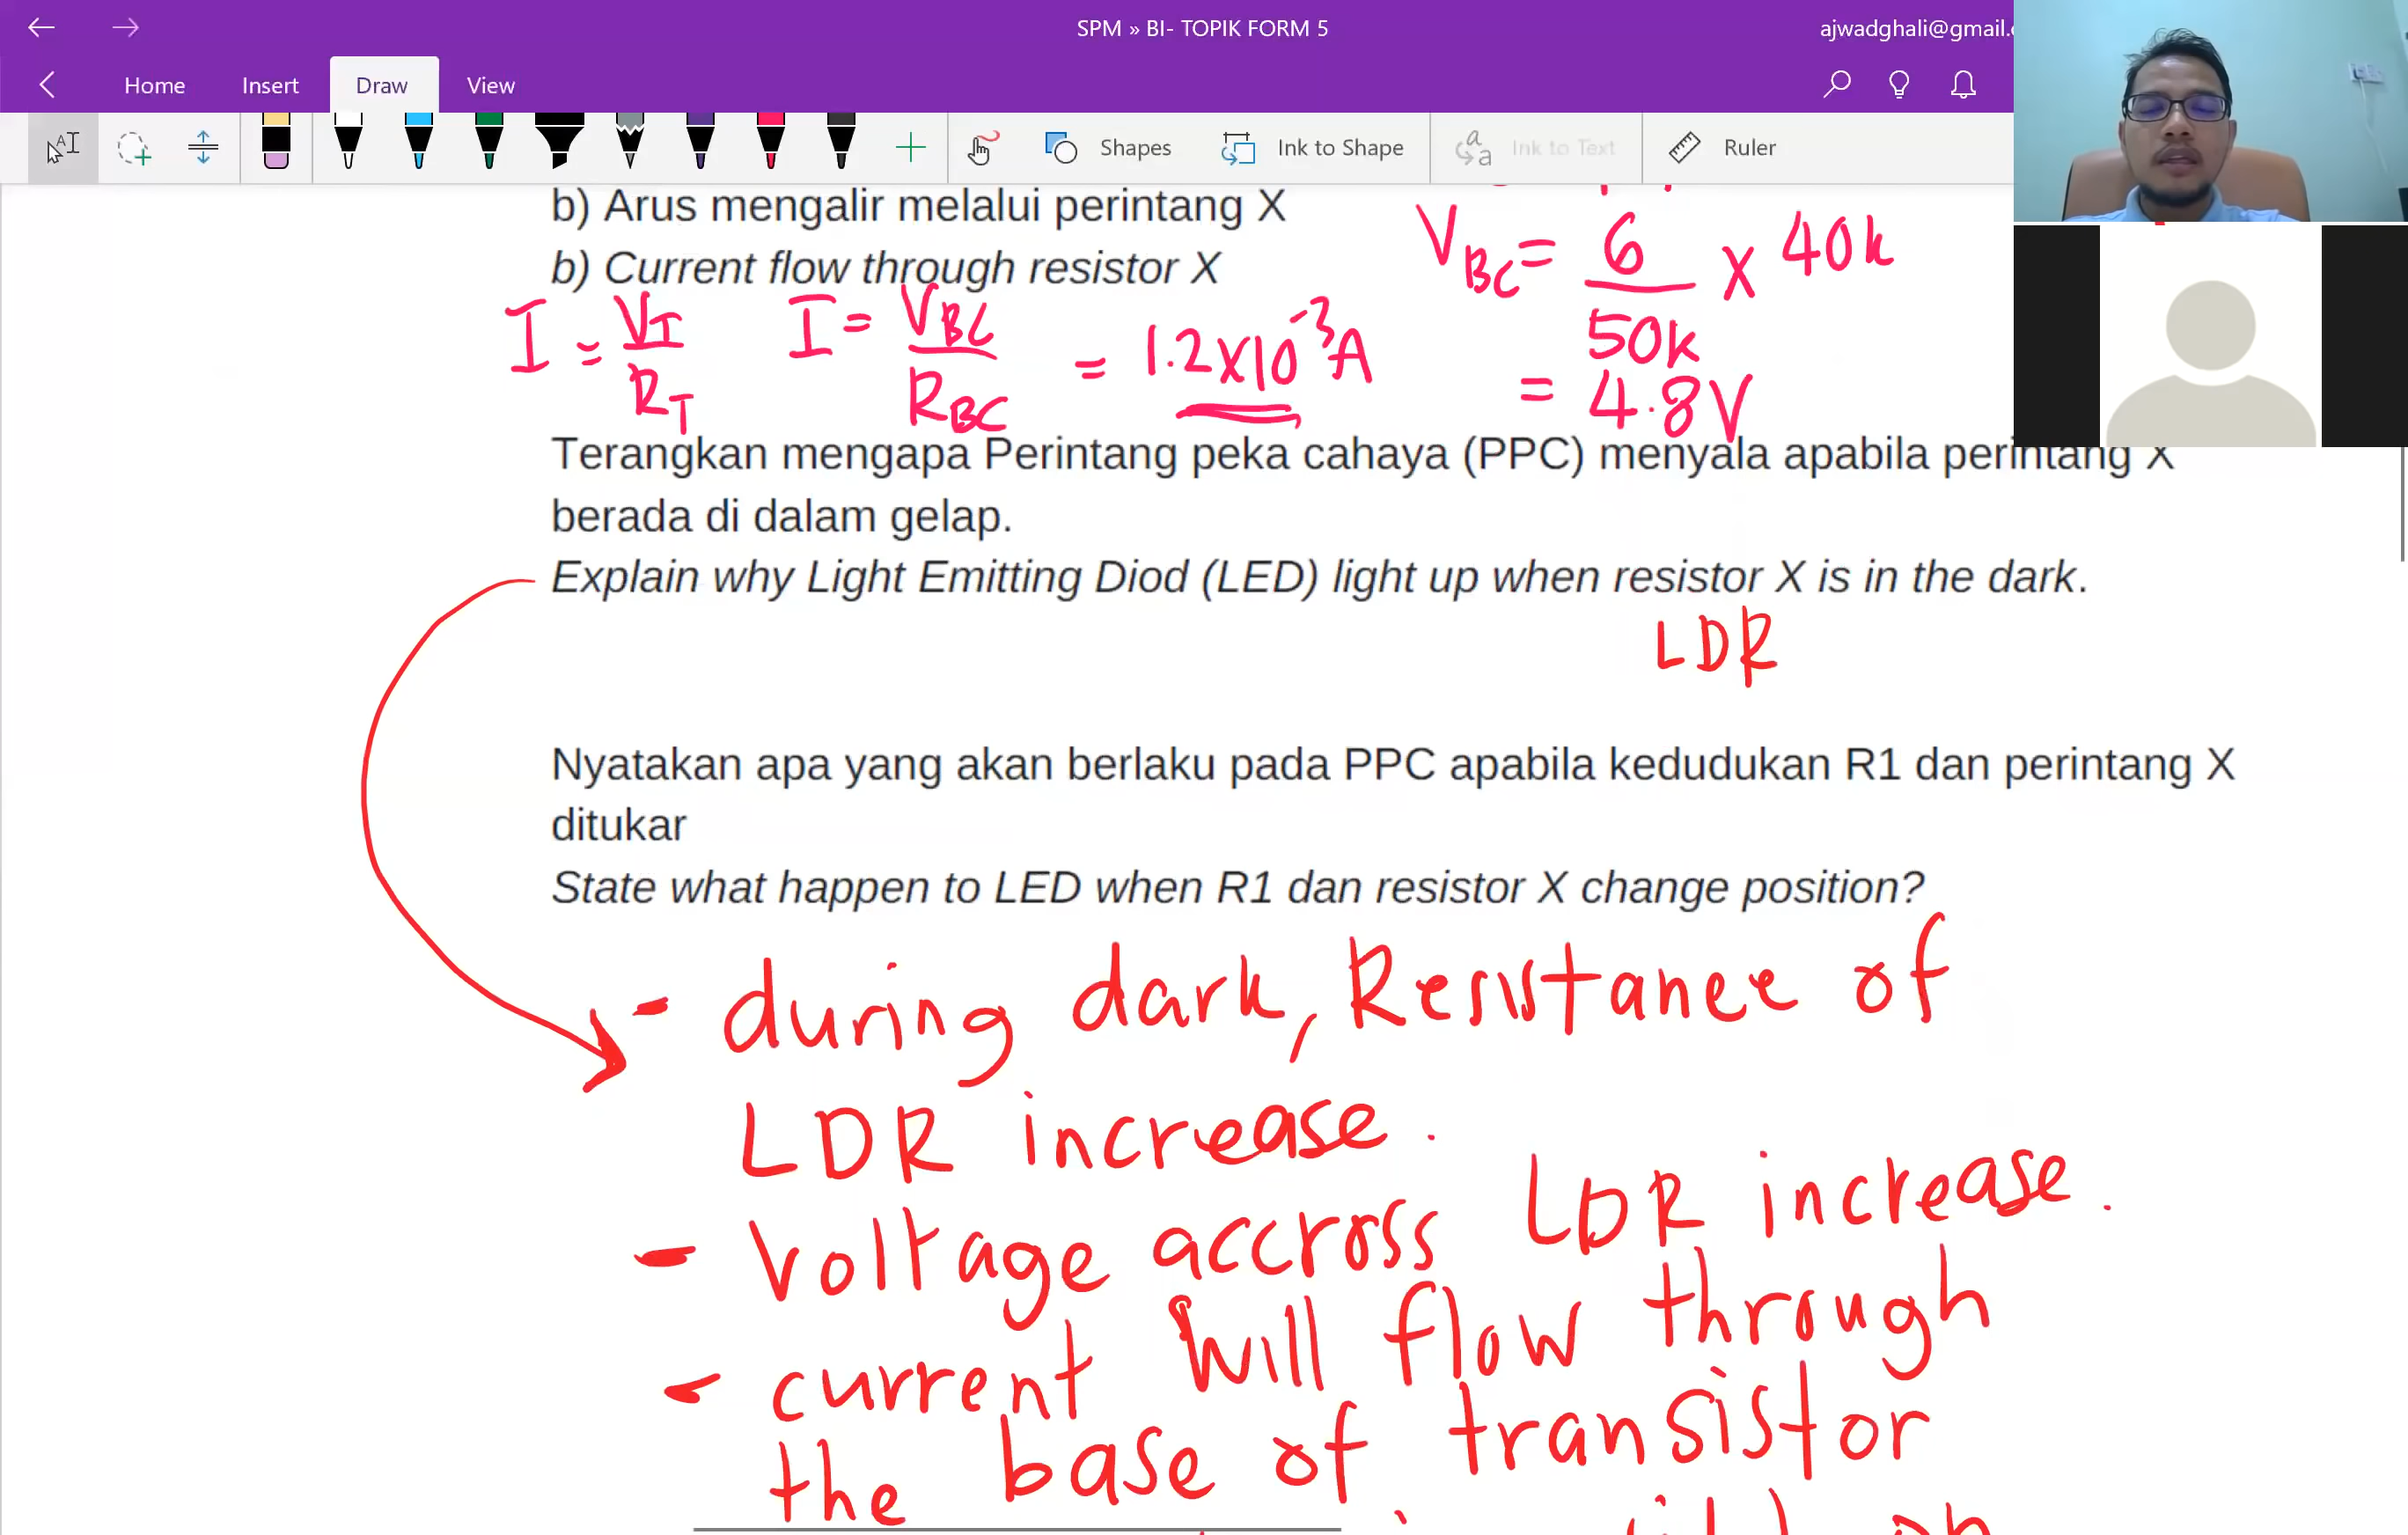 SPM » BI- TOPIK FORM 5
ajwadghali@gmail.
Home Insert Draw View
Shapes Ink to Shape Ink to Text Ruler
b) Arus mengalir melalui perintang X
b) Current flow through resistor X
V_BC = 6/50k × 40k
= 4.8V
I = V_T/R_T I = V_BC/R_BC = 1.2×10^-3 A
Terangkan mengapa Perintang peka cahaya (PPC) menyala apabila perintang X
berada di dalam gelap.
Explain why Light Emitting Diod (LED) light up when resistor X is in the dark.
LDR
Nyatakan apa yang akan berlaku pada PPC apabila kedudukan R1 dan perintang X
ditukar
State what happen to LED when R1 dan resistor X change position?
- during dark, Resistance of
LDR increase.
- Voltage accross LDR increase.
- current will flow through
the base of transistor